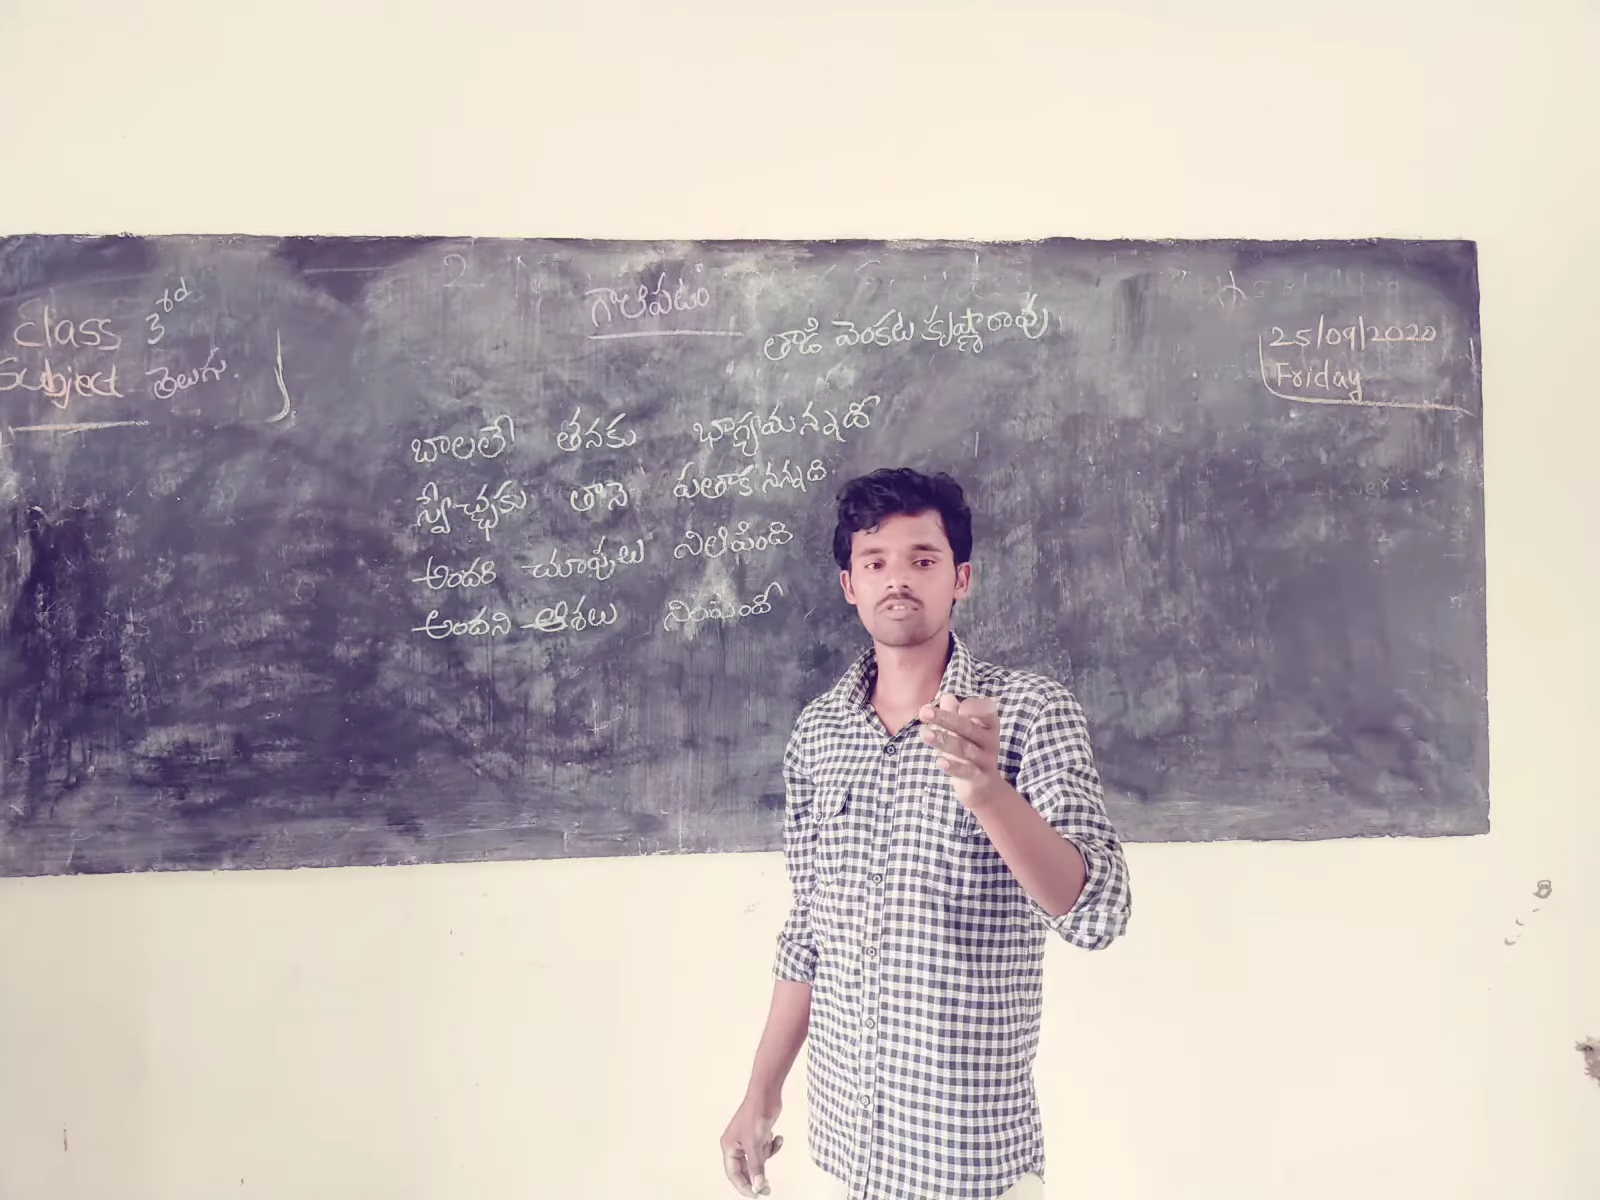 Class 3rd
Subject తెలుగు.
గాలిపటం
తాడి వెంకట కృష్ణారావు
25/09/2020
Friday
బాలలే తనకు భాగ్యమన్నదో
స్వేచ్ఛకు తానె పతాకనన్నది
అందరి చూపులు నిలిపింది
అందని ఆశలు